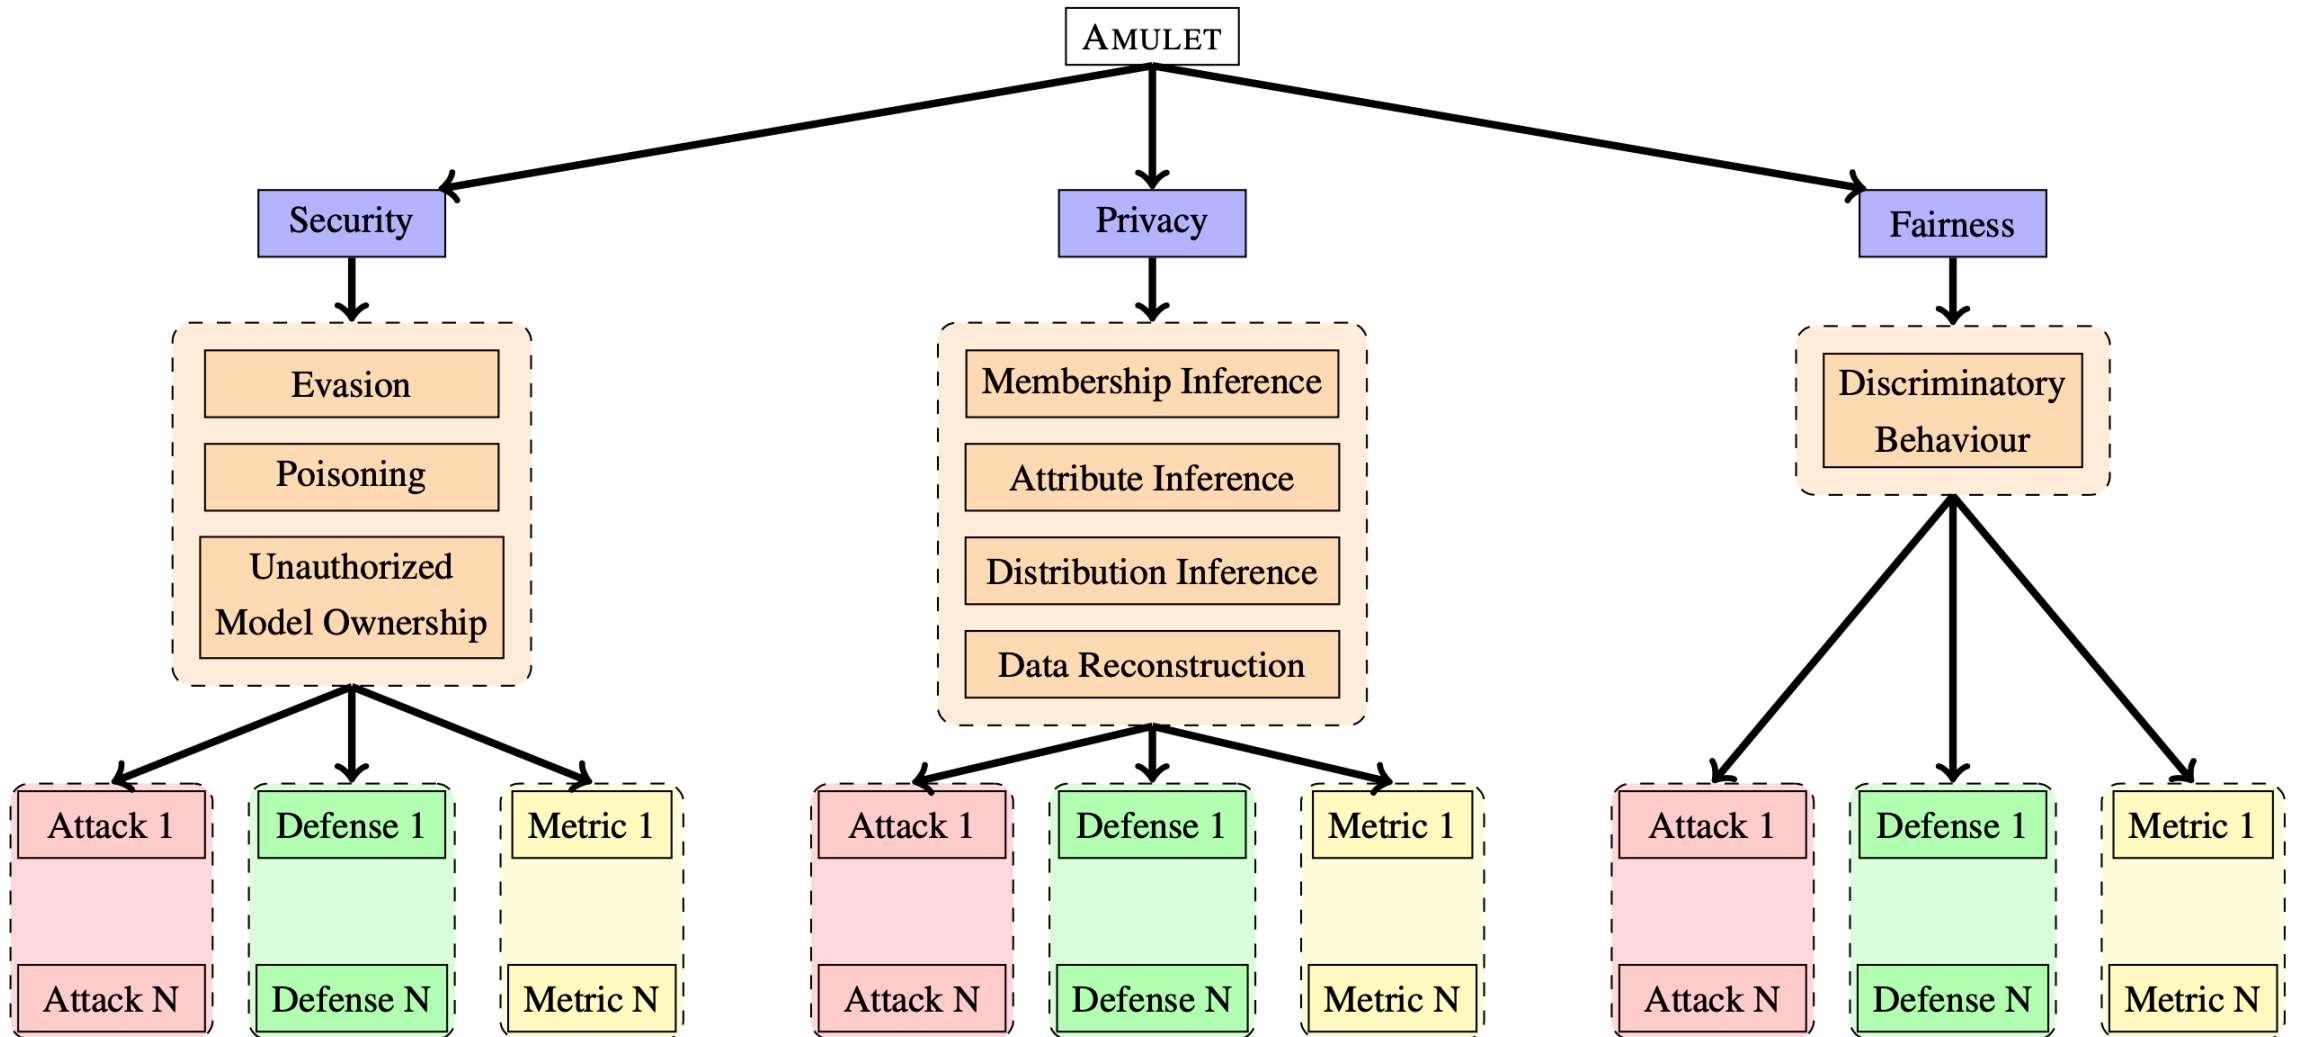 AMULET
Security
Privacy
Fairness
Evasion
Poisoning
Unauthorized
Model Ownership
Membership Inference
Attribute Inference
Distribution Inference
Data Reconstruction
Discriminatory
Behaviour
Attack 1
Defense 1
Metric 1
Attack N
Defense N
Metric N
Attack 1
Defense 1
Metric 1
Attack N
Defense N
Metric N
Attack 1
Defense 1
Metric 1
Attack N
Defense N
Metric N